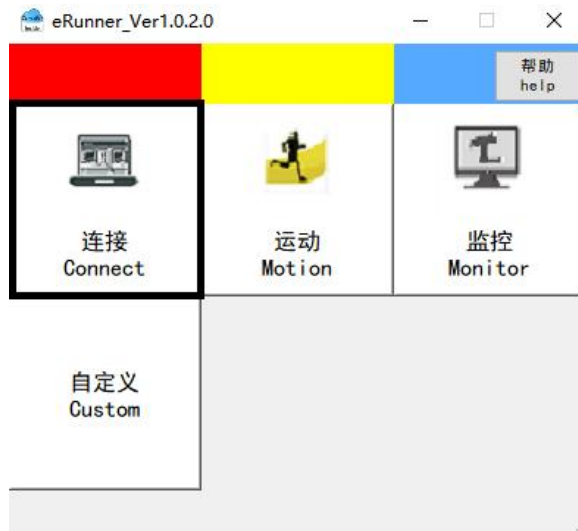 eRunner_Ver1.0.2.0
帮助
help
连接
Connect
运动
Motion
监控
Monitor
自定义
Custom